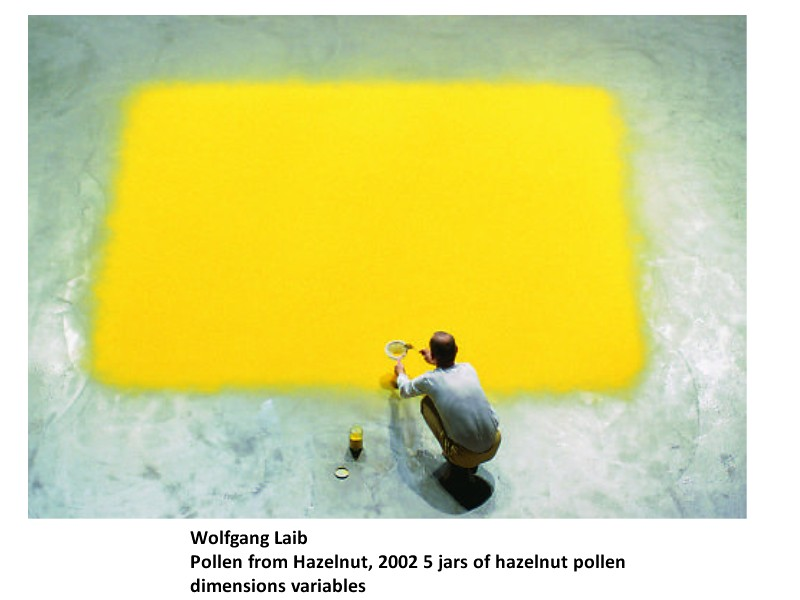 Wolfgang Laib
Pollen from Hazelnut, 2002 5 jars of hazelnut pollen
dimensions variables